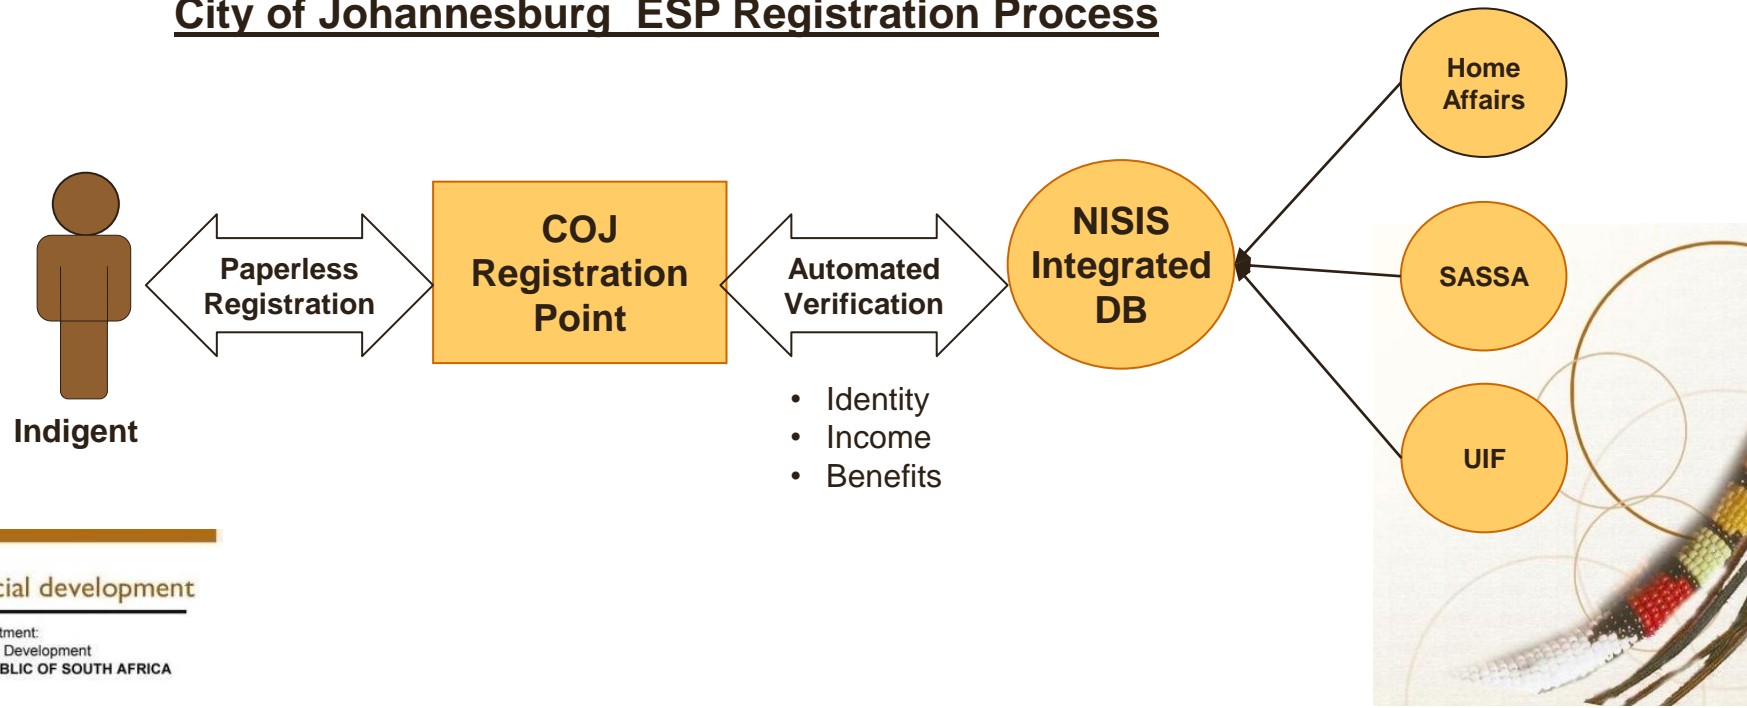 City of Johannesburg ESP Registration Process
Home
Affairs
Paperless
Registration
COJ
Registration
Point
Automated
Verification
NISIS
Integrated
DB
SASSA
• Identity
• Income
• Benefits
Indigent
UIF
cial development
tment:
Development
BLIC OF SOUTH AFRICA